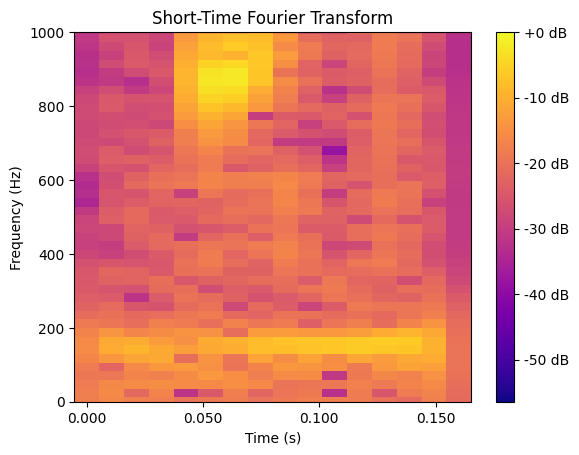 Short-Time Fourier Transform
1000
800
600
400
200
0
Frequency (Hz)
0.000
0.050
0.100
0.150
Time (s)
+0 dB
-10 dB
-20 dB
-30 dB
-40 dB
-50 dB